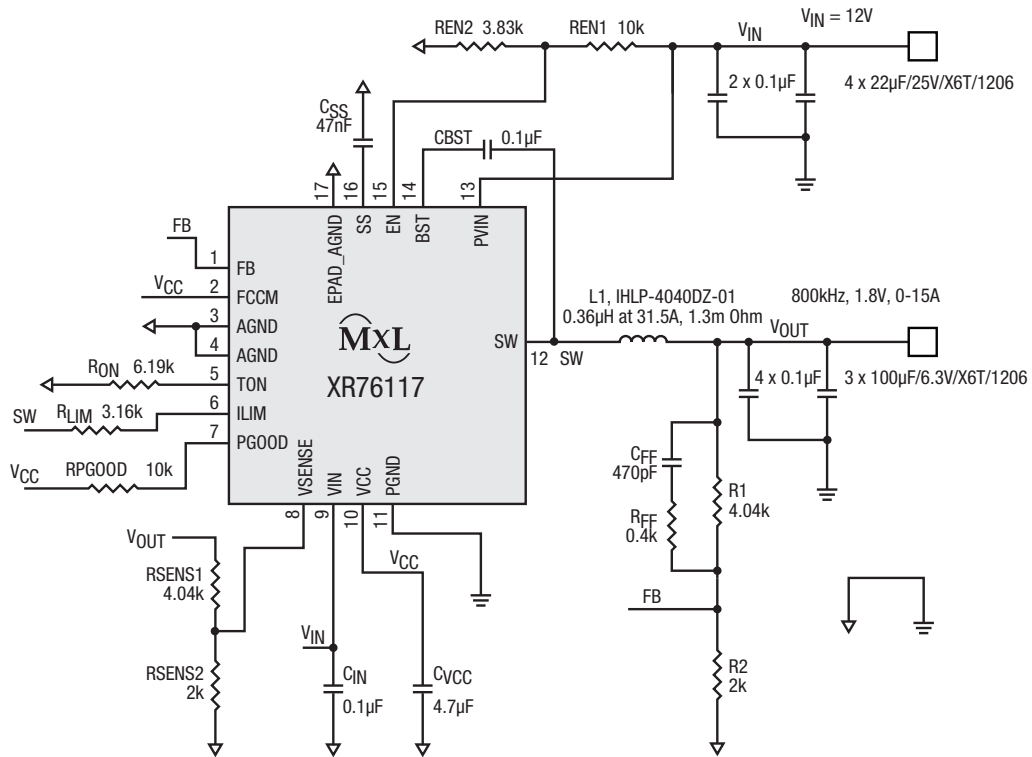 REN2 3.83k
REN1 10k
VIN
VIN = 12V
2 x 0.1µF
4 x 22µF/25V/X6T/1206
CSS
47nF
CBST
0.1µF
17
16
15
14
13
EPAD_AGND
SS
EN
BST
PVIN
FB
1
FB
VCC
2
FCCM
3
AGND
4
AGND
RON 6.19k
5
TON
SW
RLIM 3.16k
6
ILIM
7
PGOOD
VCC
RPGOOD 10k
MxL
XR76117
SW
12
SW
L1, IHLP-4040DZ-01
0.36µH at 31.5A, 1.3m Ohm
800kHz, 1.8V, 0-15A
VOUT
4 x 0.1µF
3 x 100µF/6.3V/X6T/1206
VSENSE
VIN
VCC
PGND
8
9
10
11
VOUT
RSENS1
4.04k
RSENS2
2k
VIN
CIN
0.1µF
VCC
CVCC
4.7µF
CFF
470pF
RFF
0.4k
R1
4.04k
FB
R2
2k